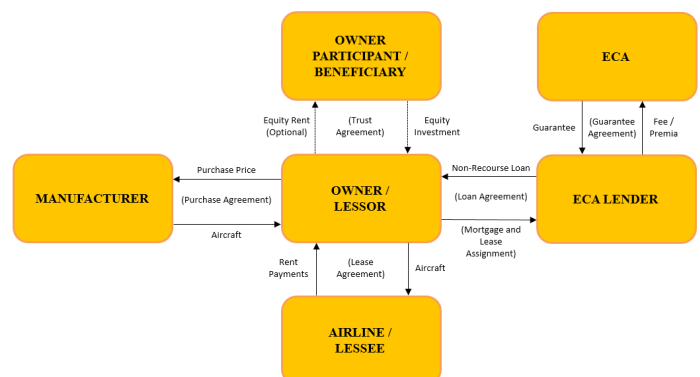 OWNER
PARTICIPANT /
BENEFICIARY
ECA
Equity Rent
(Optional)
(Trust
Agreement)
Equity
Investment
Guarantee
(Guarantee
Agreement)
Fee /
Premia
MANUFACTURER
Purchase Price
(Purchase Agreement)
Aircraft
OWNER /
LESSOR
Non-Recourse Loan
(Loan Agreement)
(Mortgage and
Lease
Assignment)
ECA LENDER
Rent
Payments
(Lease
Agreement)
Aircraft
AIRLINE /
LESSEE